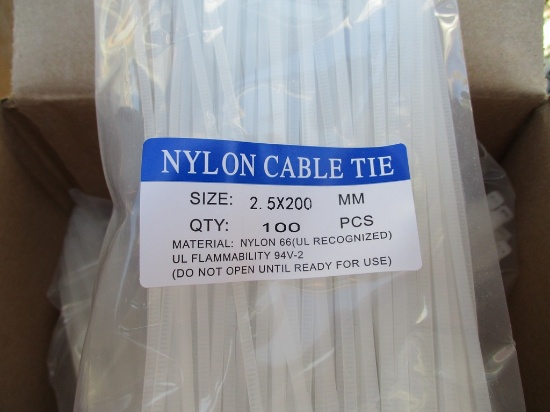 NYLON CABLE TIE
SIZE: 2.5X200 MM
QTY: 100 PCS
MATERIAL: NYLON 66(UL RECOGNIZED)
UL FLAMMABILITY 94V-2
(DO NOT OPEN UNTIL READY FOR USE)